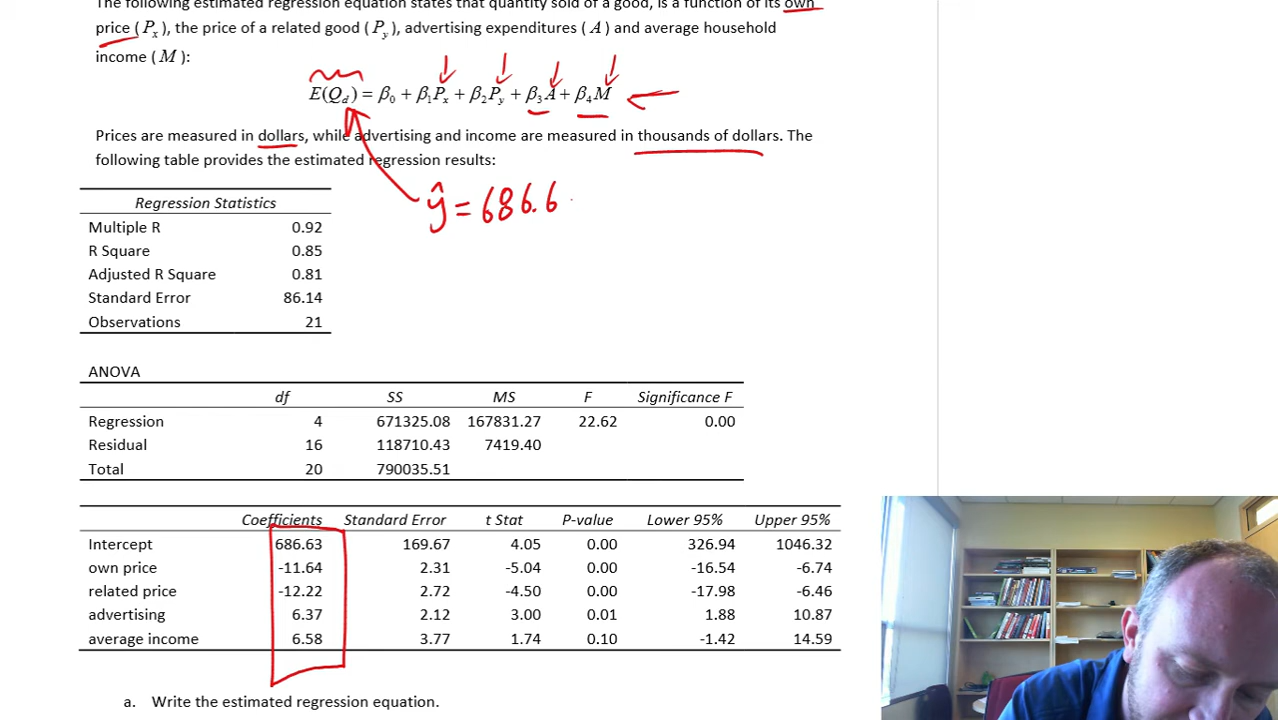 The following estimated regression equation states that quantity sold of a good, is a function of its own
price (Px), the price of a related good (Py), advertising expenditures (A) and average household
income (M):
E(Qd) = β0 + β1Px + β2Py + β3A + β4M
Prices are measured in dollars, while advertising and income are measured in thousands of dollars. The
following table provides the estimated regression results:
ŷ = 686.6
Regression Statistics
Multiple R 0.92
R Square 0.85
Adjusted R Square 0.81
Standard Error 86.14
Observations 21
ANOVA
df SS MS F Significance F
Regression 4 671325.08 167831.27 22.62 0.00
Residual 16 118710.43 7419.40
Total 20 790035.51
Coefficients Standard Error t Stat P-value Lower 95% Upper 95%
Intercept 686.63 169.67 4.05 0.00 326.94 1046.32
own price -11.64 2.31 -5.04 0.00 -16.54 -6.74
related price -12.22 2.72 -4.50 0.00 -17.98 -6.46
advertising 6.37 2.12 3.00 0.01 1.88 10.87
average income 6.58 3.77 1.74 0.10 -1.42 14.59
a. Write the estimated regression equation.